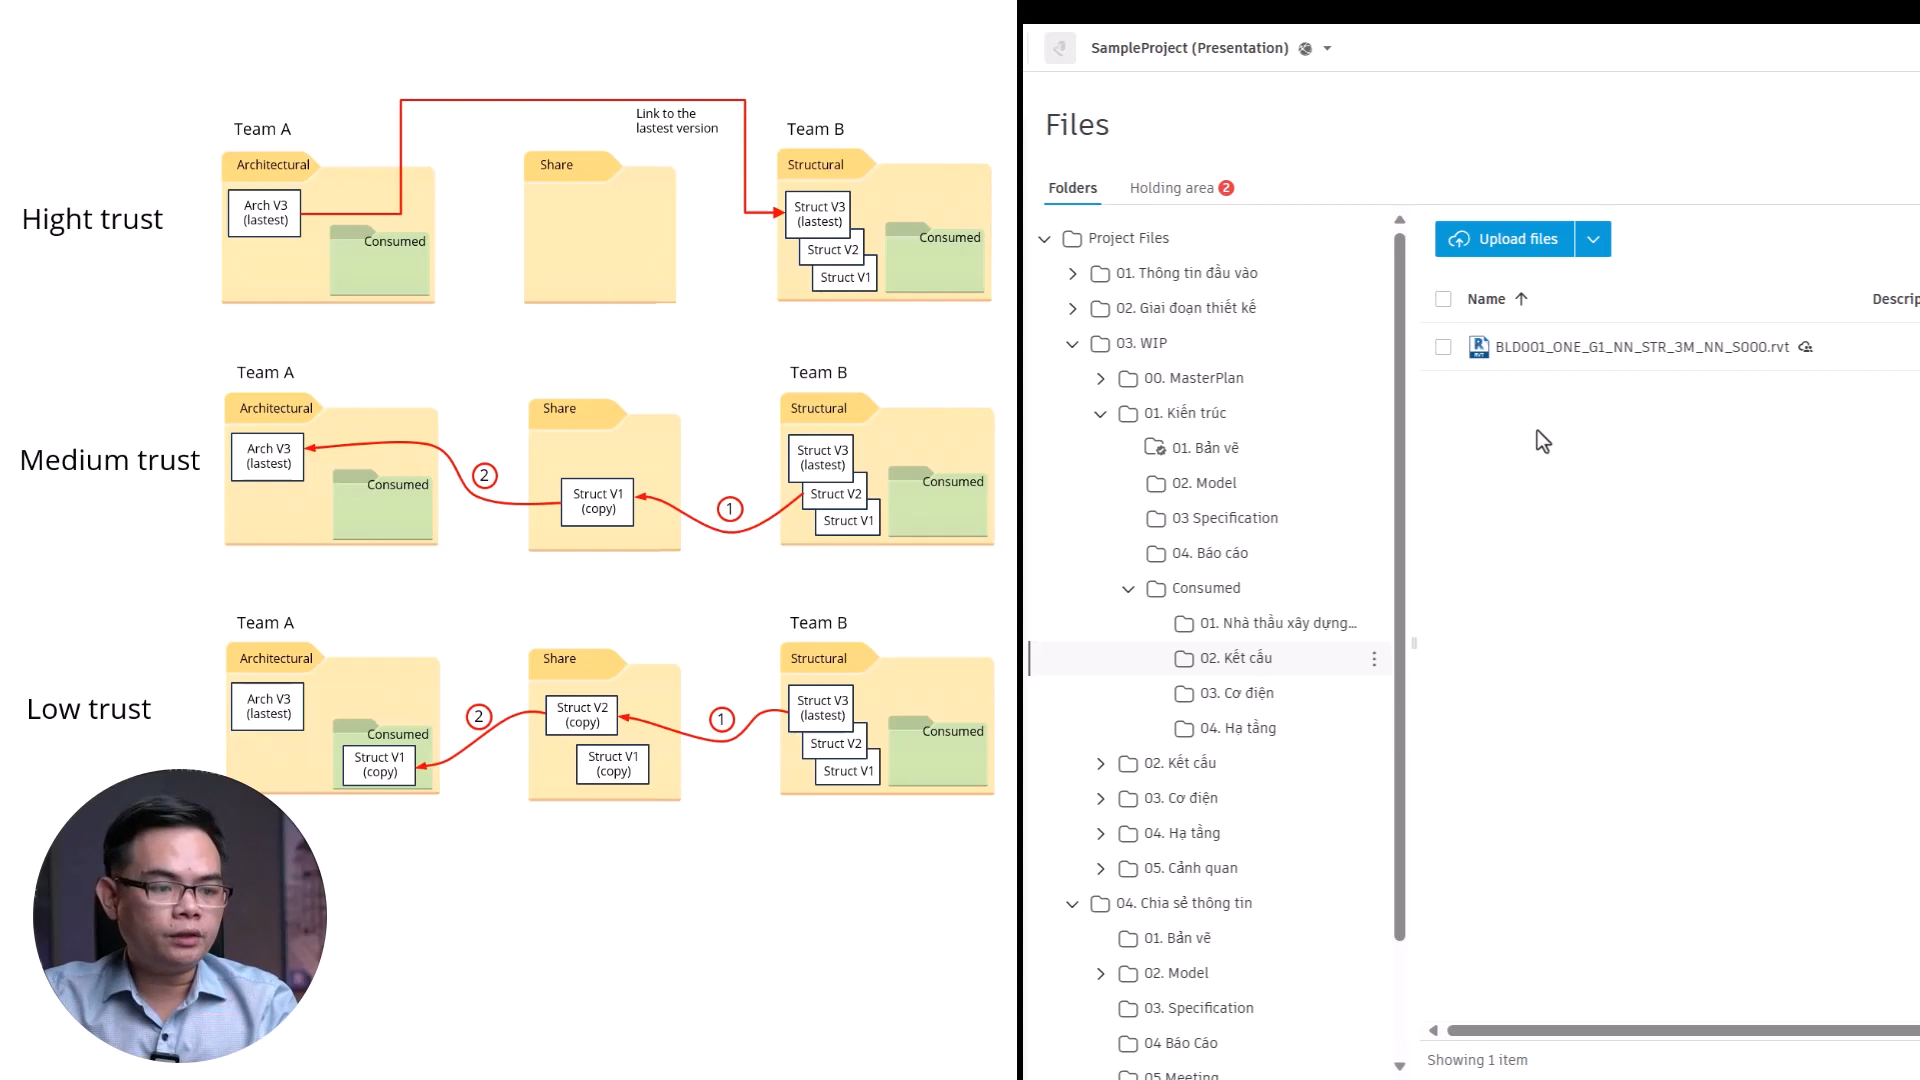 Hight trust
Team A
Architectural
Arch V3
(lastest)
Consumed
Share
Link to the
lastest version
Team B
Structural
Struct V3
(lastest)
Struct V2
Struct V1
Consumed
Medium trust
Team A
Architectural
Arch V3
(lastest)
Consumed
2
Share
Struct V1
(copy)
1
Team B
Structural
Struct V3
(lastest)
Struct V2
Struct V1
Consumed
Low trust
Team A
Architectural
Arch V3
(lastest)
Consumed
Struct V1
(copy)
2
Share
Struct V2
(copy)
Struct V1
(copy)
1
Team B
Structural
Struct V3
(lastest)
Struct V2
Struct V1
Consumed
SampleProject (Presentation)
Files
Folders
Holding area 2
Project Files
01. Thông tin đầu vào
02. Giai đoạn thiết kế
03. WIP
00. MasterPlan
01. Kiến trúc
01. Bản vẽ
02. Model
03 Specification
04. Báo cáo
Consumed
01. Nhà thầu xây dựng...
02. Kết cấu
03. Cơ điện
04. Hạ tầng
02. Kết cấu
03. Cơ điện
04. Hạ tầng
05. Cảnh quan
04. Chia sẻ thông tin
01. Bản vẽ
02. Model
03. Specification
04 Báo Cáo
05 Meeting
Upload files
Name
Descrip
R
RVT
BLD001_ONE_G1_NN_STR_3M_NN_S000.rvt
Showing 1 item